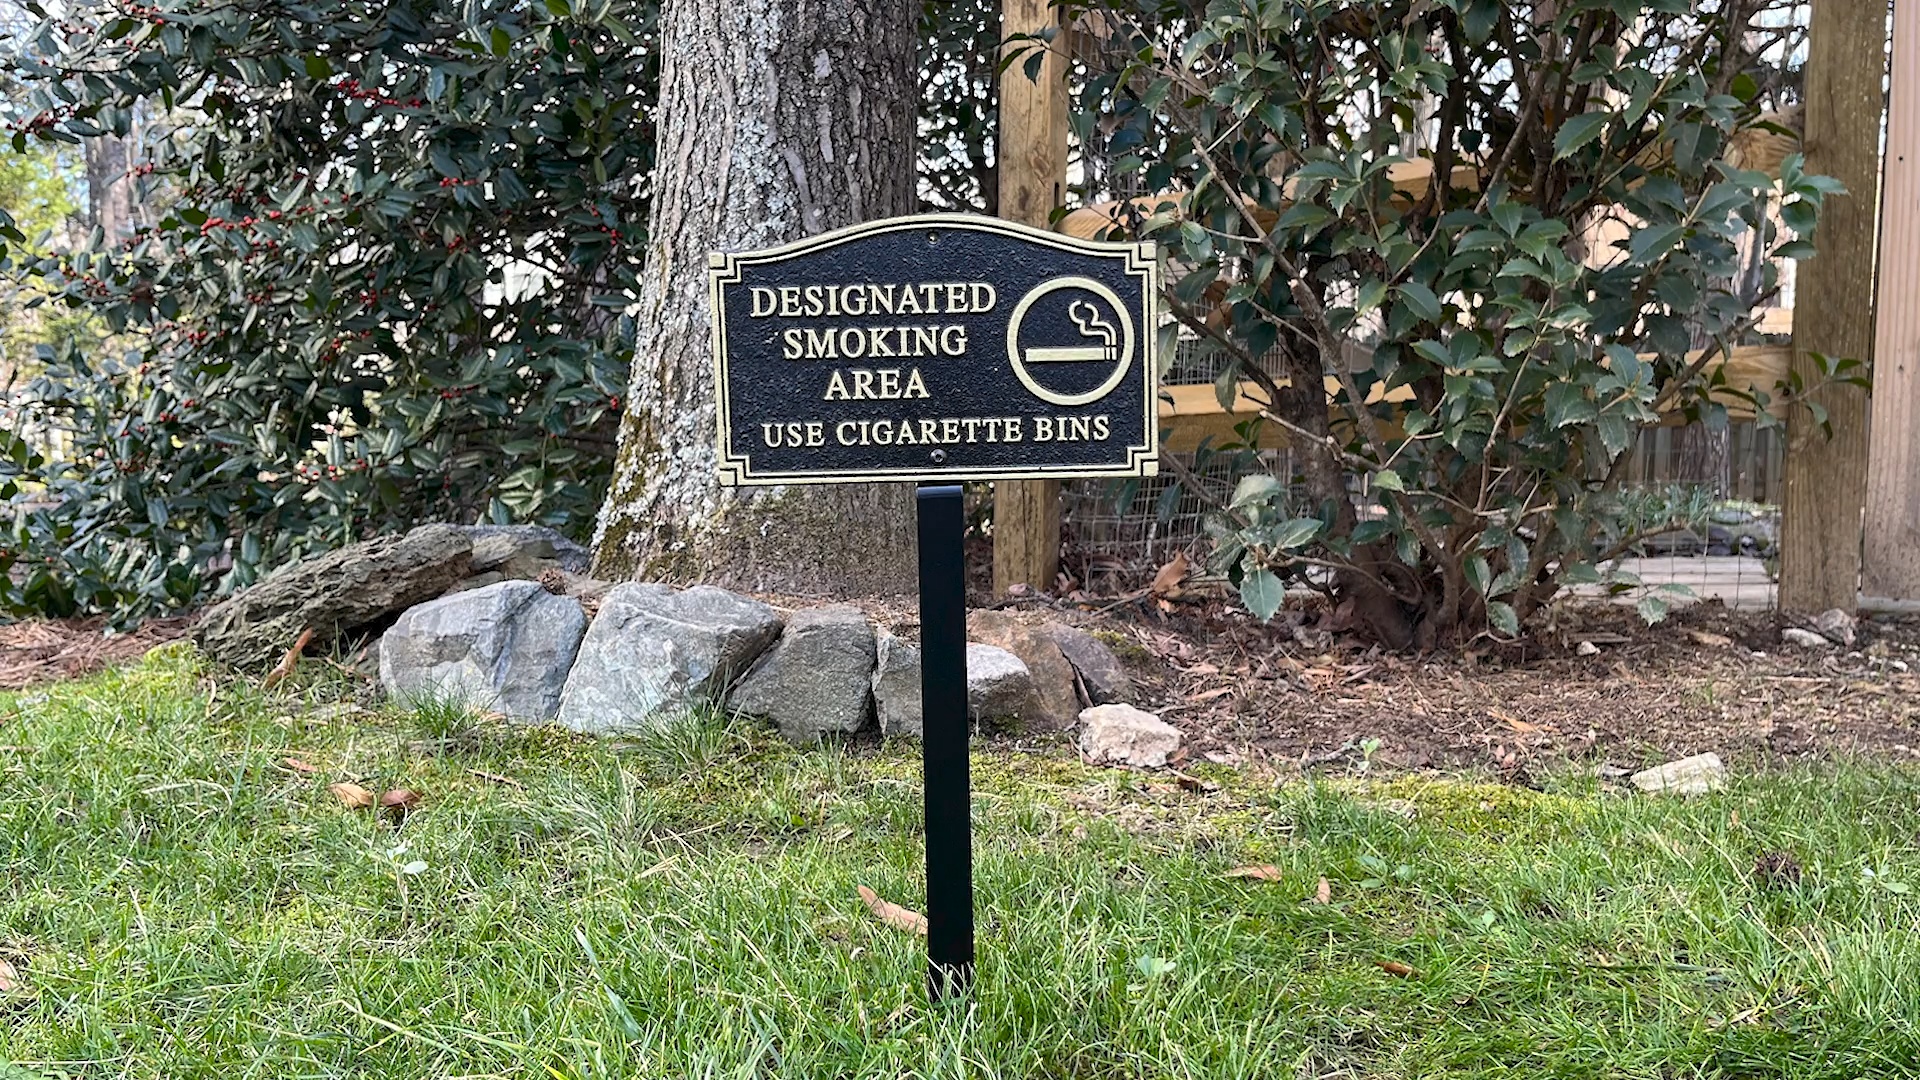 DESIGNATED
SMOKING
AREA
USE CIGARETTE BINS